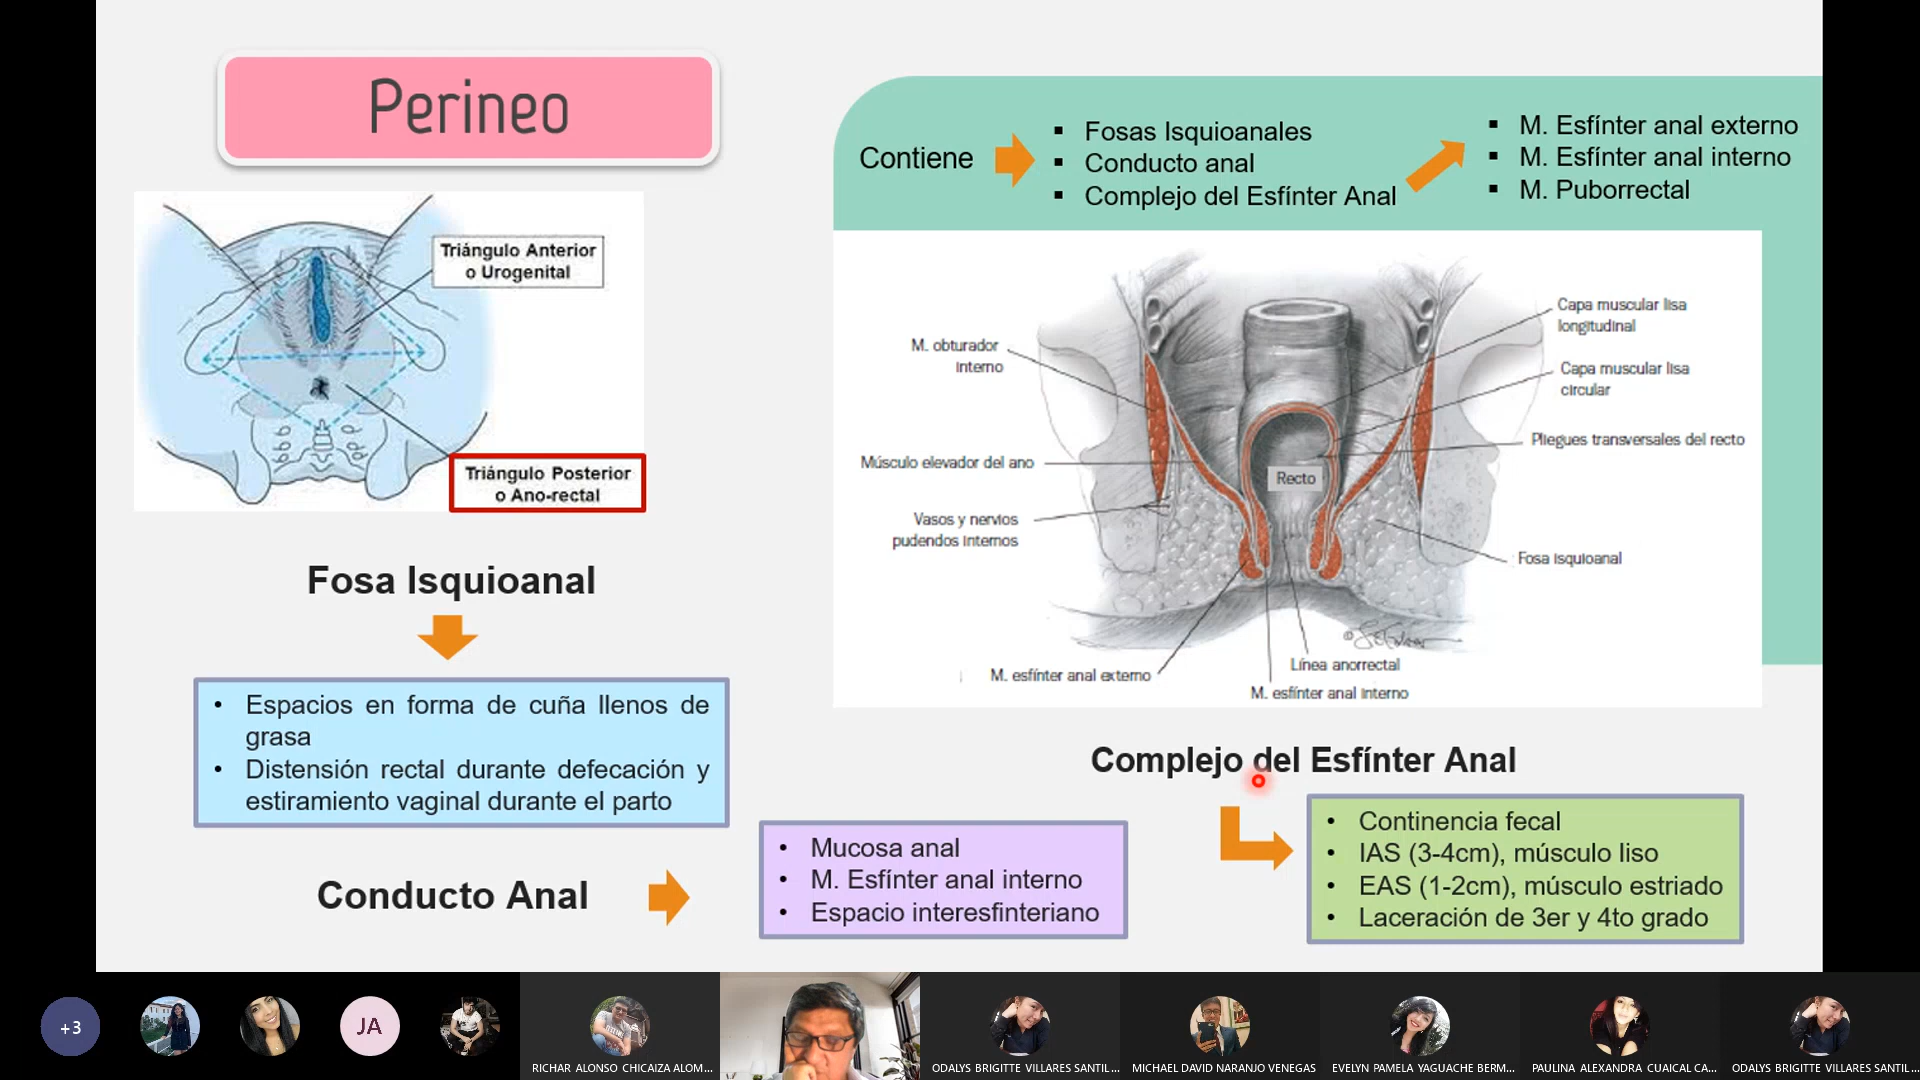 Perineo
Triángulo Anterior
o Urogenital
Triángulo Posterior
o Ano-rectal
Contiene
▪ Fosas Isquioanales
▪ Conducto anal
▪ Complejo del Esfínter Anal
▪ M. Esfínter anal externo
▪ M. Esfínter anal interno
▪ M. Puborrectal
M. obturador
interno
Músculo elevador del ano
Vasos y nervios
pudendos internos
M. esfínter anal externo
Capa muscular lisa
longitudinal
Capa muscular lisa
circular
Pliegues transversales del recto
Recto
Fosa isquioanal
Línea anorrectal
M. esfínter anal interno
Fosa Isquioanal
• Espacios en forma de cuña llenos de
grasa
• Distensión rectal durante defecación y
estiramiento vaginal durante el parto
Conducto Anal
• Mucosa anal
• M. Esfínter anal interno
• Espacio interesfinteriano
Complejo del Esfínter Anal
• Continencia fecal
• IAS (3-4cm), músculo liso
• EAS (1-2cm), músculo estriado
• Laceración de 3er y 4to grado
+3
JA
RICHAR ALONSO CHICAIZA ALOM...
ODALYS BRIGITTE VILLARES SANTIL...
MICHAEL DAVID NARANJO VENEGAS
EVELYN PAMELA YAGUACHE BERM...
PAULINA ALEXANDRA CUAICAL CA...
ODALYS BRIGITTE VILLARES SANTIL...